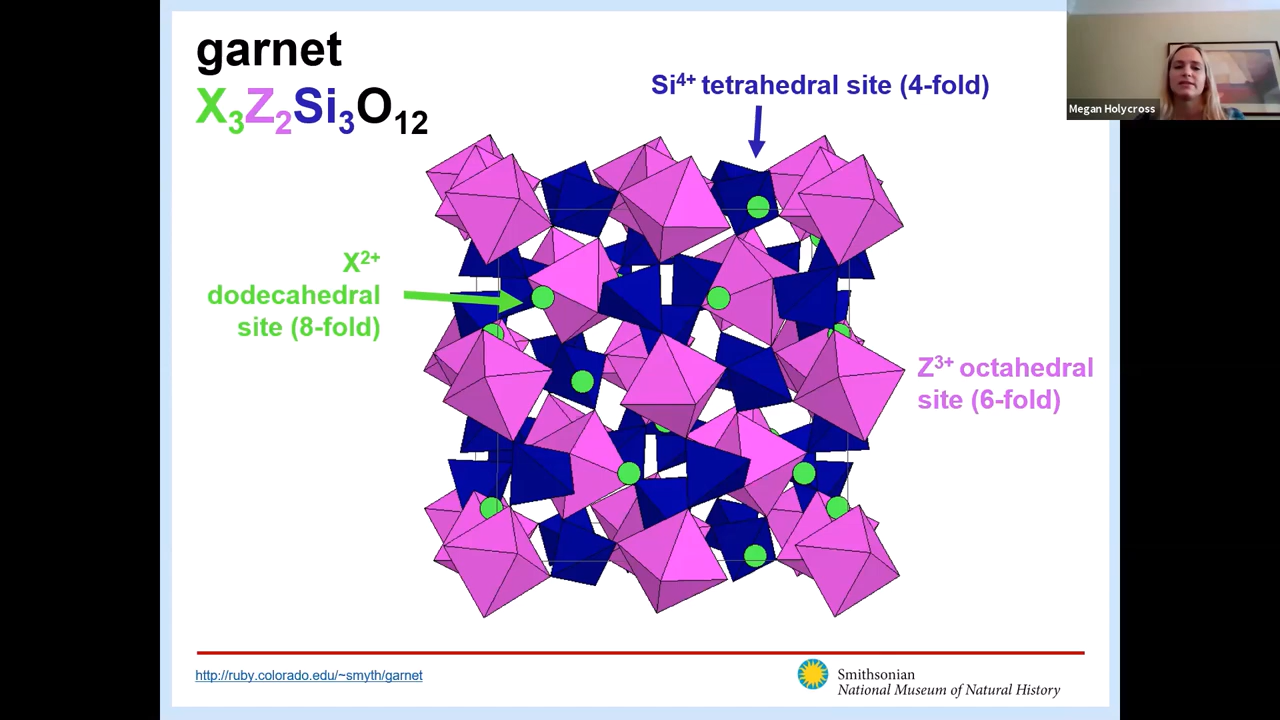 garnet
X₃Z₂Si₃O₁₂
Si⁴⁺ tetrahedral site (4-fold)
Megan Holycross
X²⁺
dodecahedral
site (8-fold)
Z³⁺ octahedral
site (6-fold)
http://ruby.colorado.edu/~smyth/garnet
Smithsonian
National Museum of Natural History